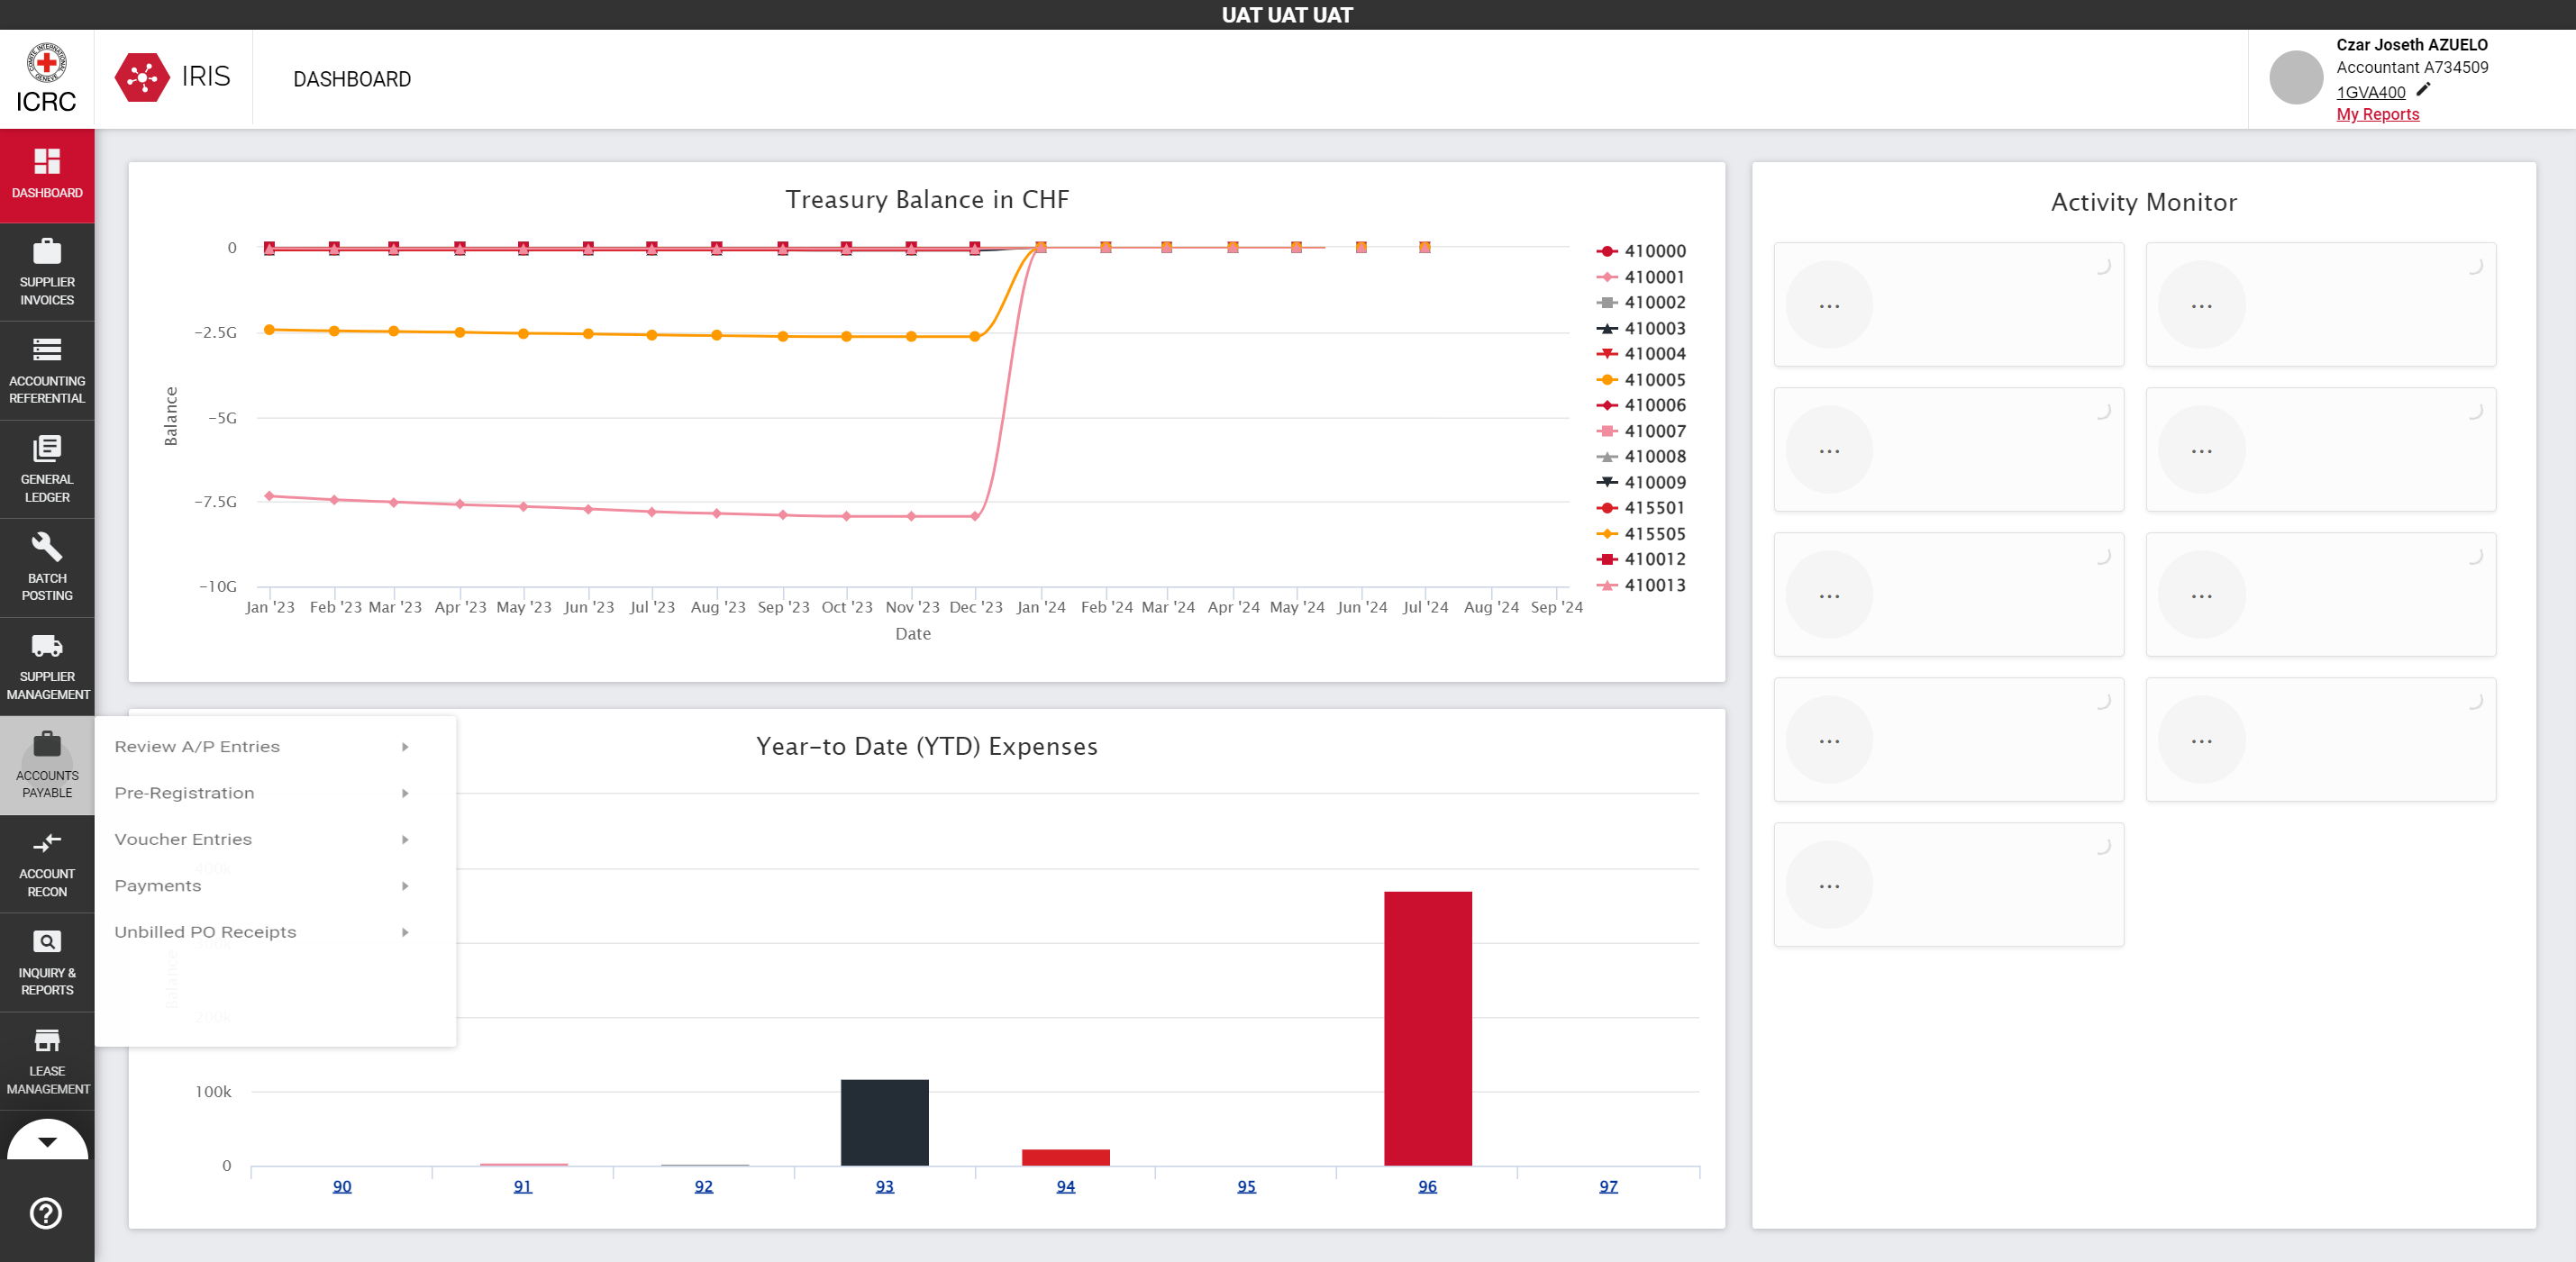 UAT UAT UAT
ICRC
IRIS
DASHBOARD
Czar Joseth AZUELO
Accountant A734509
1GVA400
My Reports
DASHBOARD
SUPPLIER
INVOICES
ACCOUNTING
REFERENTIAL
GENERAL
LEDGER
BATCH
POSTING
SUPPLIER
MANAGEMENT
ACCOUNTS
PAYABLE
ACCOUNT
RECON
INQUIRY &
REPORTS
LEASE
MANAGEMENT
Review A/P Entries
Pre-Registration
Voucher Entries
Payments
Unbilled PO Receipts
Treasury Balance in CHF
Balance
0
−2.5G
−5G
−7.5G
−10G
Jan '23 Feb '23 Mar '23 Apr '23 May '23 Jun '23 Jul '23 Aug '23 Sep '23 Oct '23 Nov '23 Dec '23 Jan '24 Feb '24 Mar '24 Apr '24 May '24 Jun '24 Jul '24 Aug '24 Sep '24
Date
410000
410001
410002
410003
410004
410005
410006
410007
410008
410009
415501
415505
410012
410013
Year−to Date (YTD) Expenses
Balance
400k
200k
100k
0
90 91 92 93 94 95 96 97
Activity Monitor
... ...
... ...
... ...
... ...
...